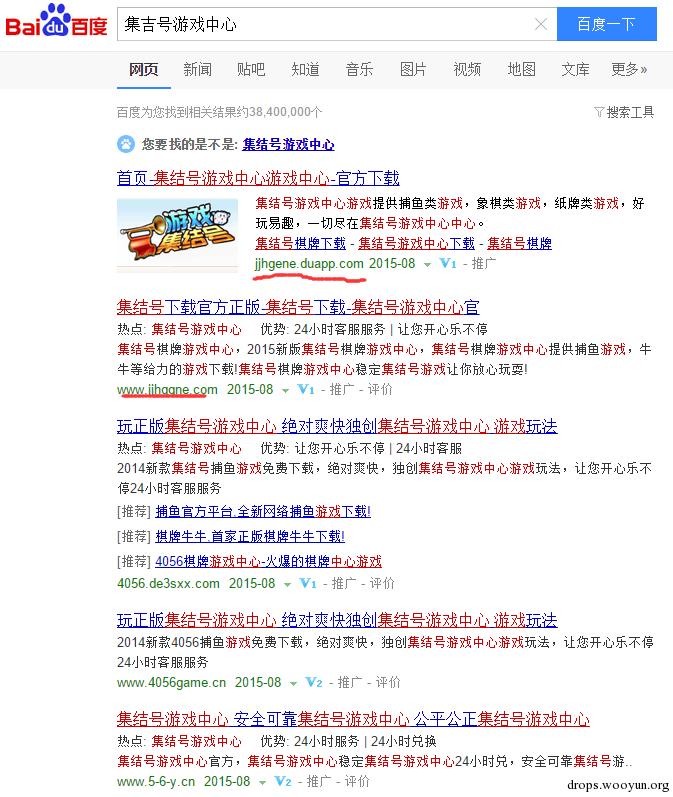 Bai du 百度 集吉号游戏中心 百度一下
网页 新闻 贴吧 知道 音乐 图片 视频 地图 文库 更多»
百度为您找到相关结果约38,400,000个 搜索工具
您要找的是不是: 集结号游戏中心
首页-集结号游戏中心游戏中心-官方下载
游戏
集结号
集结号游戏中心游戏提供捕鱼类游戏，象棋类游戏，纸牌类游戏，好
玩易趣，一切尽在集结号游戏中心中心。
集结号棋牌下载 - 集结号游戏中心下载 - 集结号棋牌
jjhgene.duapp.com 2015-08 V1 - 推广
集结号下载官方正版-集结号下载-集结号游戏中心官
热点: 集结号游戏中心 优势: 24小时客服服务 | 让您开心乐不停
集结号棋牌游戏中心，2015新版集结号棋牌游戏中心，集结号棋牌游戏中心提供捕鱼游戏，牛
牛等给力的游戏下载!集结号棋牌游戏中心稳定集结号游戏让你放心玩耍!
www.jjhggne.com 2015-08 V1 - 推广 - 评价
玩正版集结号游戏中心 绝对爽快独创集结号游戏中心 游戏玩法
热点: 集结号游戏中心 优势: 让您开心乐不停 | 24小时客服
2014新款集结号捕鱼游戏免费下载，绝对爽快，独创集结号游戏中心游戏玩法，让您开心乐不
停24小时客服服务
[推荐] 捕鱼官方平台,全新网络捕鱼游戏下载!
[推荐] 棋牌牛牛,首家正版棋牌牛牛下载!
[推荐] 4056棋牌游戏中心-火爆的棋牌中心游戏
4056.de3sxx.com 2015-08 V1 - 推广 - 评价
玩正版集结号游戏中心 绝对爽快独创集结号游戏中心 游戏玩法
2014新款4056捕鱼游戏免费下载，绝对爽快，独创集结号游戏中心游戏玩法，让您开心乐不停
24小时客服服务
www.4056game.cn 2015-08 V2 - 推广 - 评价
集结号游戏中心 安全可靠集结号游戏中心 公平公正集结号游戏中心
热点: 集结号游戏中心 优势: 24小时服务 | 24小时兑换
集结号游戏中心官方，集结号游戏中心稳定集结号游戏中心24小时兑，安全可靠集结号游..
www.5-6-y.cn 2015-08 V2 - 推广 - 评价
drops.wooyun.org